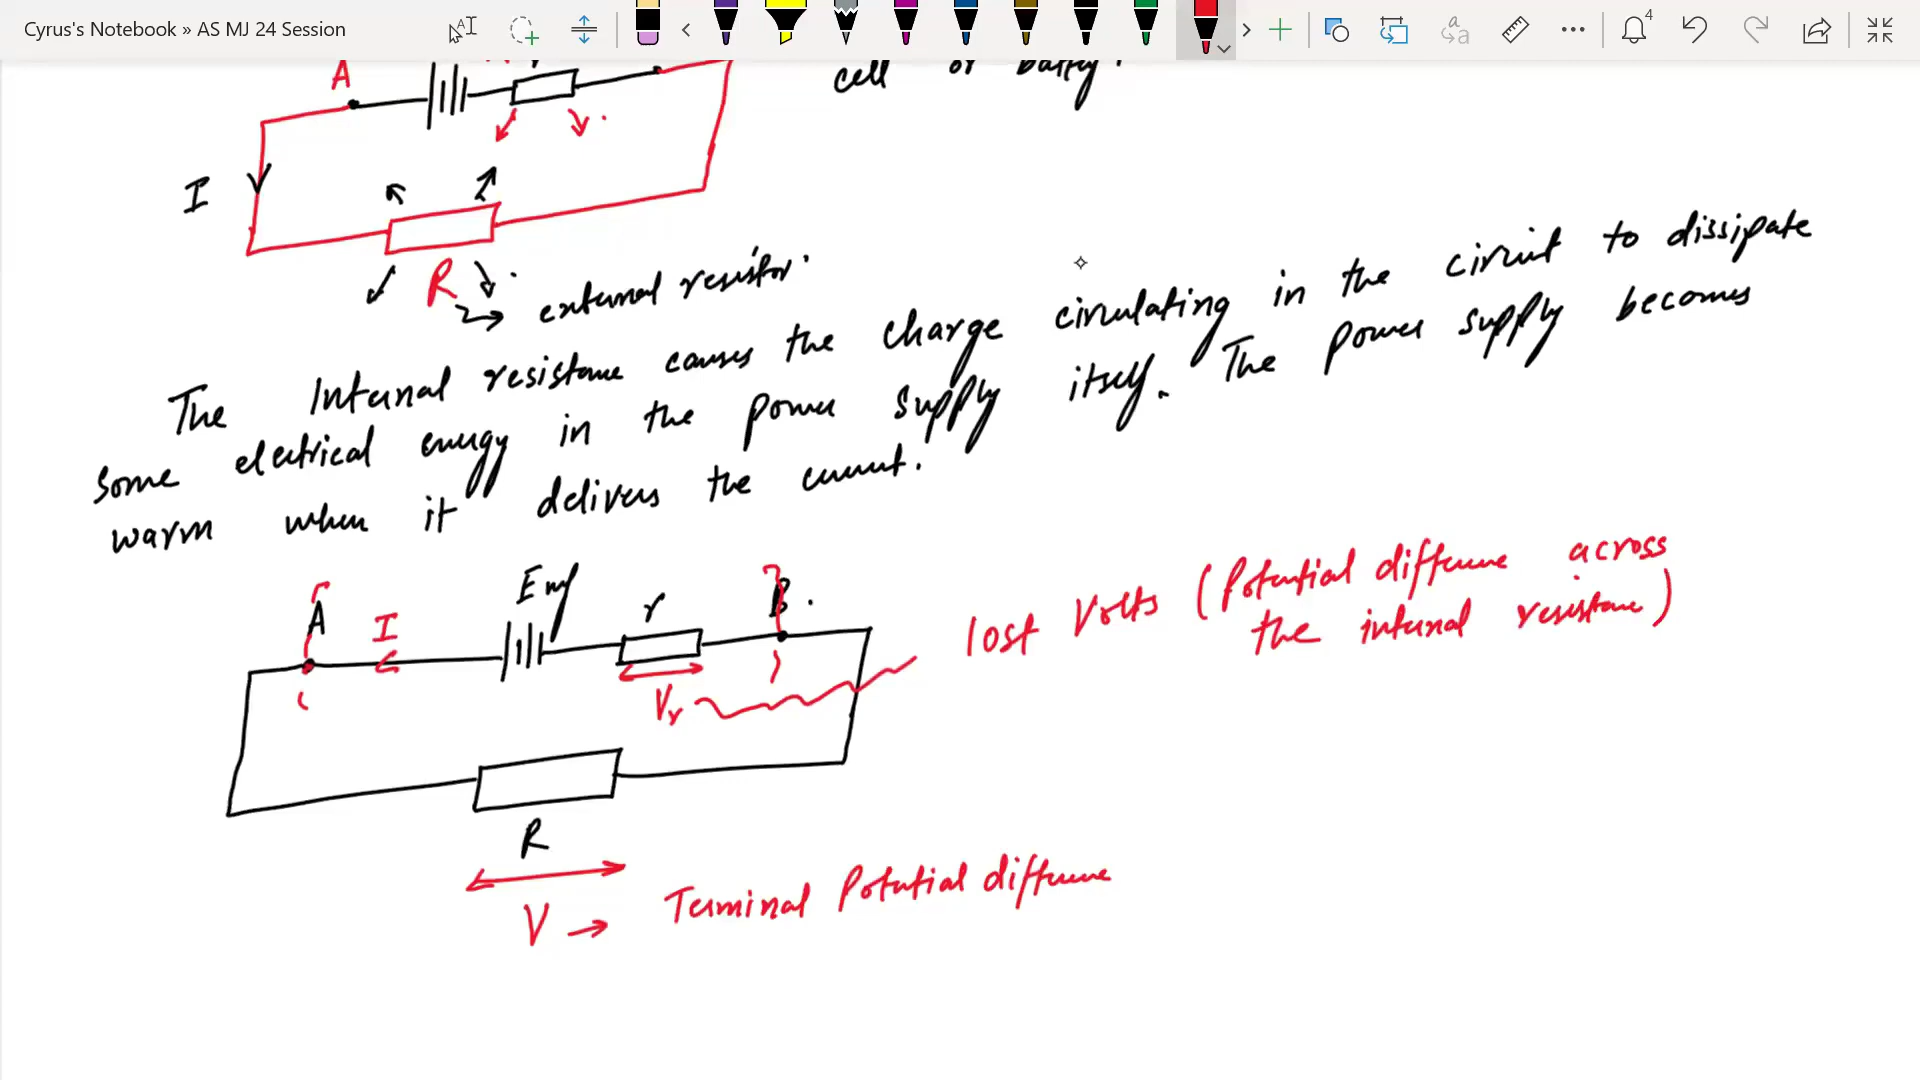 Cyrus's Notebook » AS MJ 24 Session
4
A
cell or battery.
I
R
external resistor.
The Internal resistance causes the charge circulating in the circuit to dissipate
some electrical energy in the power supply itself. The power supply becomes
warm when it delivers the current.
A
I
Emf
r
B.
Vr
lost Volts (Potential difference across
the internal resistance)
R
V → Terminal Potential difference